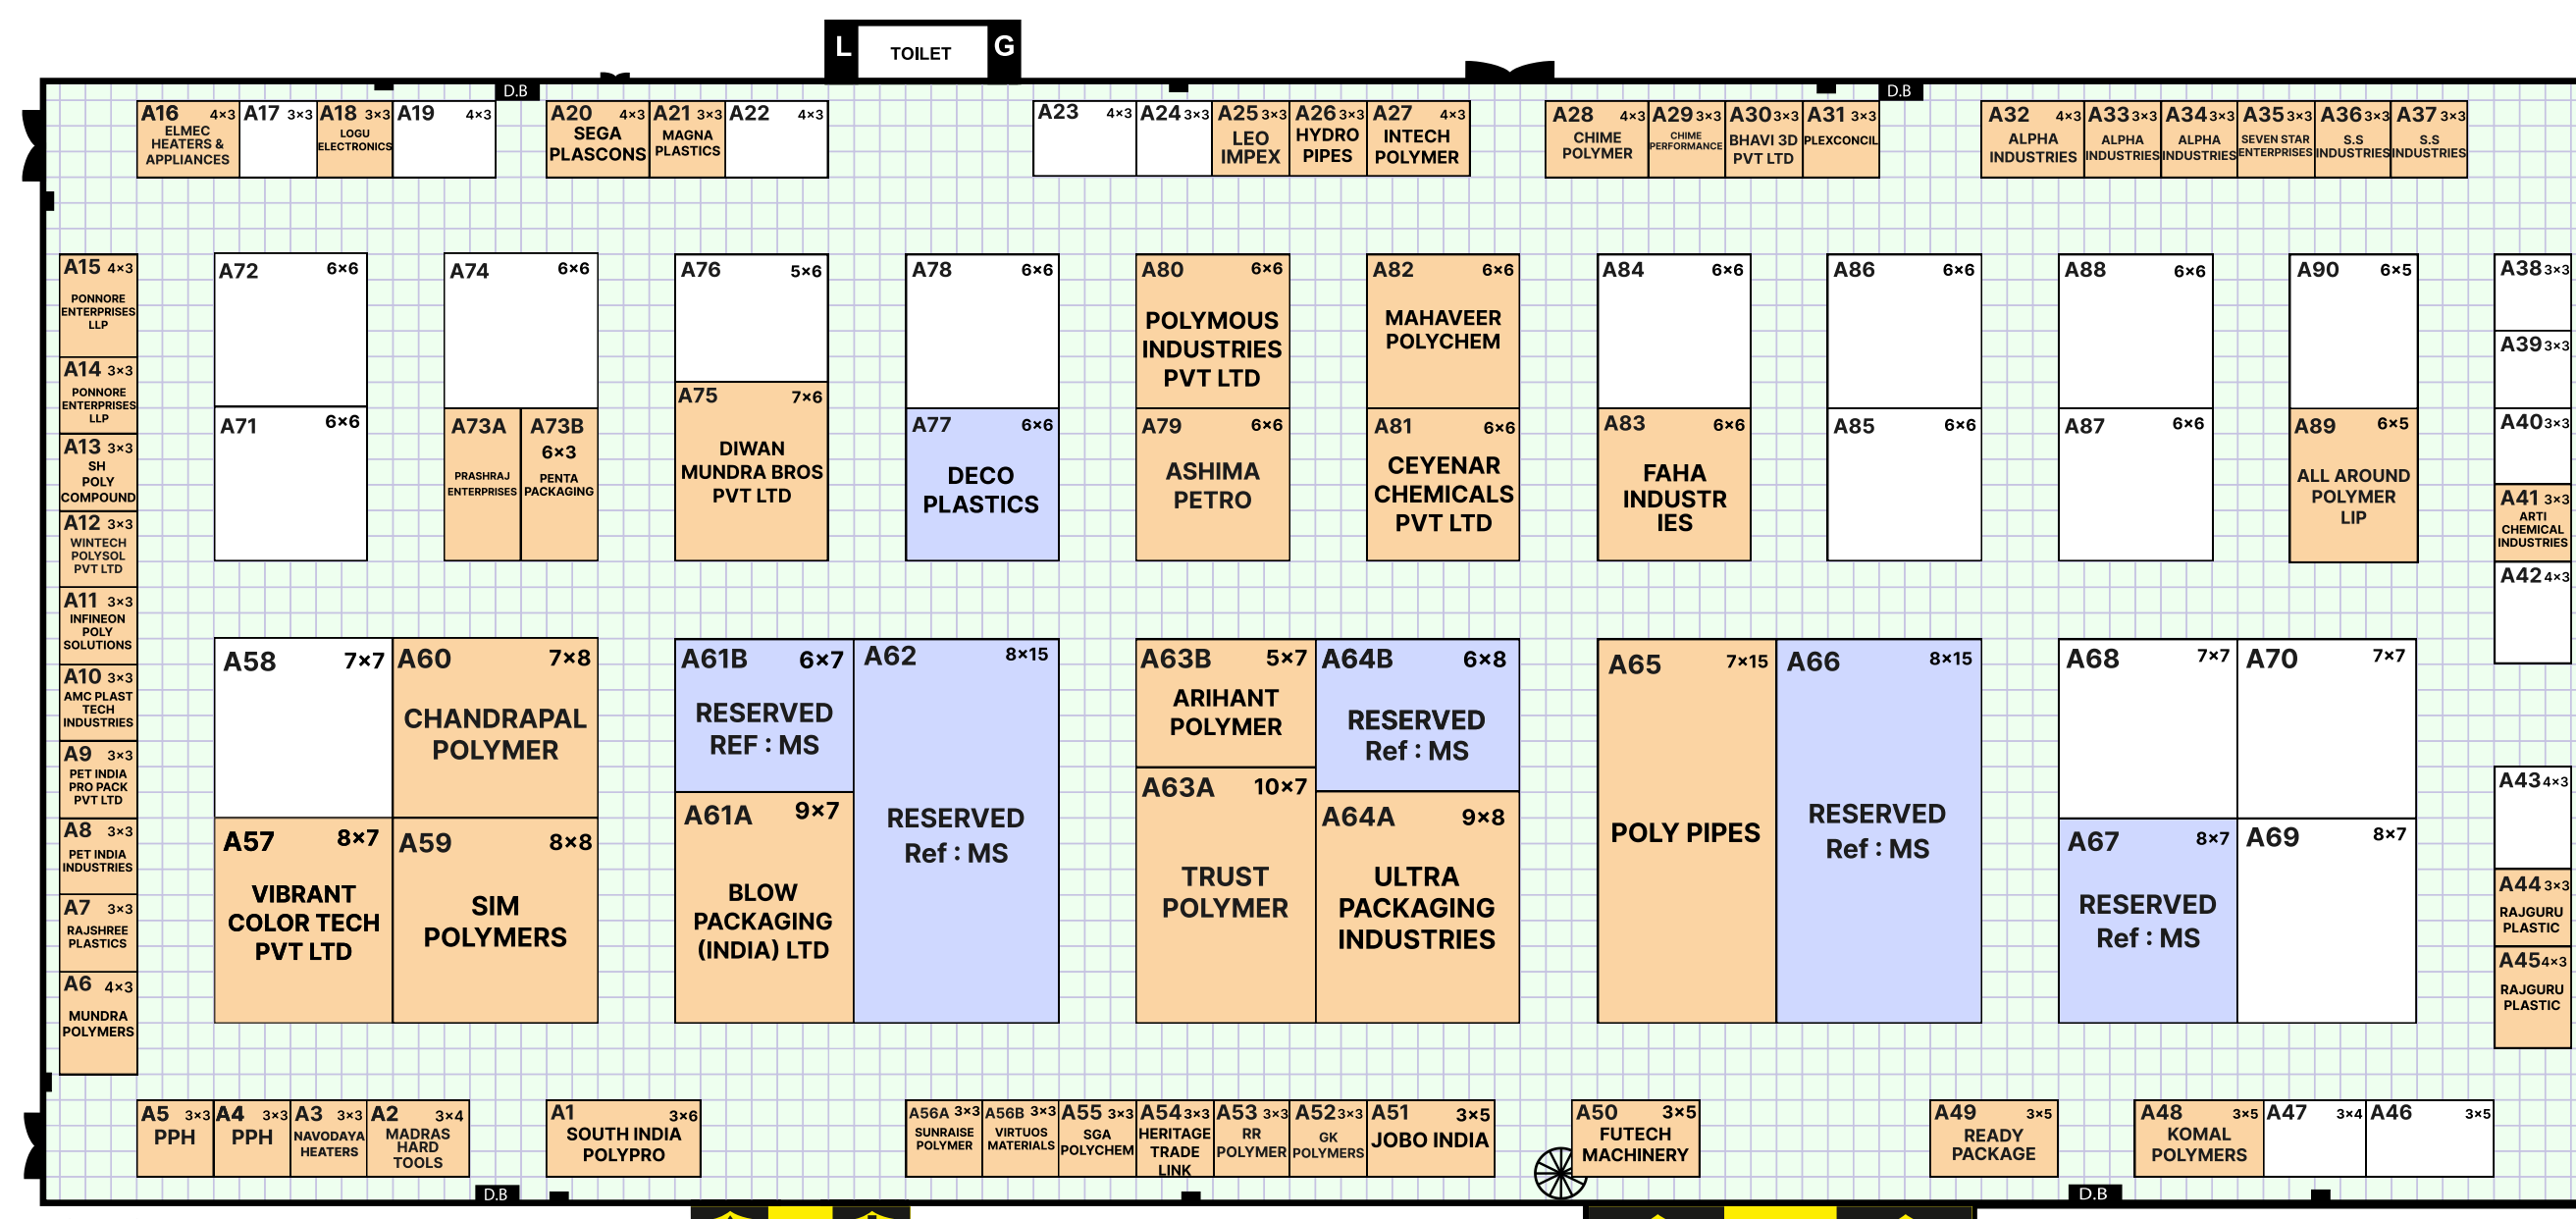 L TOILET G
D.B
D.B
A16 4×3
ELMEC
HEATERS &
APPLIANCES
A17 3×3
A18 3×3
LOGU
ELECTRONICS
A19 4×3
A20 4×3
SEGA
PLASCONS
A21 3×3
MAGNA
PLASTICS
A22 4×3
A23 4×3
A24 3×3
A25 3×3
LEO
IMPEX
A26 3×3
HYDRO
PIPES
A27 4×3
INTECH
POLYMER
A28 4×3
CHIME
POLYMER
A29 3×3
CHIME
PERFORMANCE
A30 3×3
BHAVI 3D
PVT LTD
A31 3×3
PLEXCONCIL
A32 4×3
ALPHA
INDUSTRIES
A33 3×3
ALPHA
INDUSTRIES
A34 3×3
ALPHA
INDUSTRIES
A35 3×3
SEVEN STAR
ENTERPRISES
A36 3×3
S.S
INDUSTRIES
A37 3×3
S.S
INDUSTRIES
A15 4×3
PONNORE
ENTERPRISES
LLP
A14 3×3
PONNORE
ENTERPRISES
LLP
A13 3×3
SH
POLY
COMPOUND
A12 3×3
WINTECH
POLYSOL
PVT LTD
A11 3×3
INFINEON
POLY
SOLUTIONS
A10 3×3
AMC PLAST
TECH
INDUSTRIES
A9 3×3
PET INDIA
PRO PACK
PVT LTD
A8 3×3
PET INDIA
INDUSTRIES
A7 3×3
RAJSHREE
PLASTICS
A6 4×3
MUNDRA
POLYMERS
A72 6×6
A71 6×6
A74 6×6
A73A
PRASHRAJ
ENTERPRISES
A73B
6×3
PENTA
PACKAGING
A76 5×6
A75 7×6
DIWAN
MUNDRA BROS
PVT LTD
A78 6×6
A77 6×6
DECO
PLASTICS
A80 6×6
POLYMOUS
INDUSTRIES
PVT LTD
A79 6×6
ASHIMA
PETRO
A82 6×6
MAHAVEER
POLYCHEM
A81 6×6
CEYENAR
CHEMICALS
PVT LTD
A84 6×6
A83 6×6
FAHA
INDUSTR
IES
A86 6×6
A85 6×6
A88 6×6
A87 6×6
A90 6×5
A89 6×5
ALL AROUND
POLYMER
LIP
A38 3×3
A39 3×3
A40 3×3
A41 3×3
ARTI
CHEMICAL
INDUSTRIES
A42 4×3
A58 7×7
A60 7×8
CHANDRAPAL
POLYMER
A57 8×7
VIBRANT
COLOR TECH
PVT LTD
A59 8×8
SIM
POLYMERS
A61B 6×7
RESERVED
REF : MS
A61A 9×7
BLOW
PACKAGING
(INDIA) LTD
A62 8×15
RESERVED
Ref : MS
A63B 5×7
ARIHANT
POLYMER
A63A 10×7
TRUST
POLYMER
A64B 6×8
RESERVED
Ref : MS
A64A 9×8
ULTRA
PACKAGING
INDUSTRIES
A65 7×15
POLY PIPES
A66 8×15
RESERVED
Ref : MS
A68 7×7
A70 7×7
A67 8×7
RESERVED
Ref : MS
A69 8×7
A43 4×3
A44 3×3
RAJGURU
PLASTIC
A45 4×3
RAJGURU
PLASTIC
A5 3×3
PPH
A4 3×3
PPH
A3 3×3
NAVODAYA
HEATERS
A2 3×4
MADRAS
HARD
TOOLS
A1 3×6
SOUTH INDIA
POLYPRO
A56A 3×3
SUNRAISE
POLYMER
A56B 3×3
VIRTUOS
MATERIALS
A55 3×3
SGA
POLYCHEM
A54 3×3
HERITAGE
TRADE
LINK
A53 3×3
RR
POLYMER
A52 3×3
GK
POLYMERS
A51 3×5
JOBO INDIA
A50 3×5
FUTECH
MACHINERY
A49 3×5
READY
PACKAGE
A48 3×5
KOMAL
POLYMERS
A47 3×4
A46 3×5
D.B
D.B